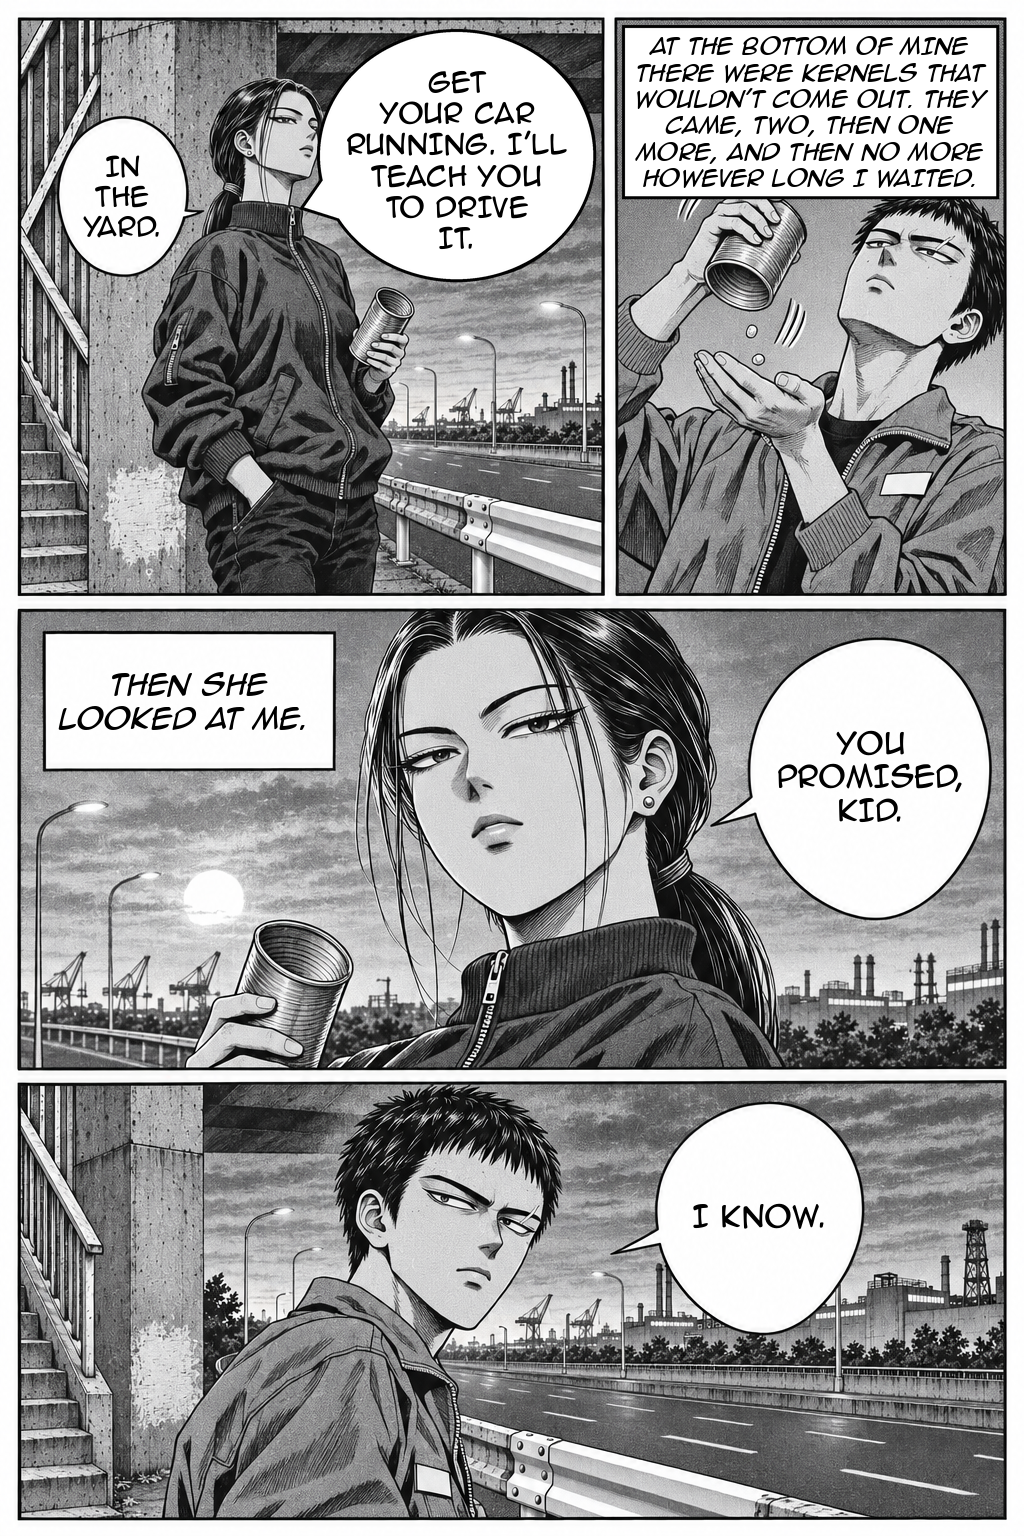 IN
THE
YARD.
GET
YOUR CAR
RUNNING. I'LL
TEACH YOU
TO DRIVE
IT.
AT THE BOTTOM OF MINE
THERE WERE KERNELS THAT
WOULDN'T COME OUT. THEY
CAME, TWO, THEN ONE
MORE, AND THEN NO MORE
HOWEVER LONG I WAITED.
THEN SHE
LOOKED AT ME.
YOU
PROMISED,
KID.
I KNOW.